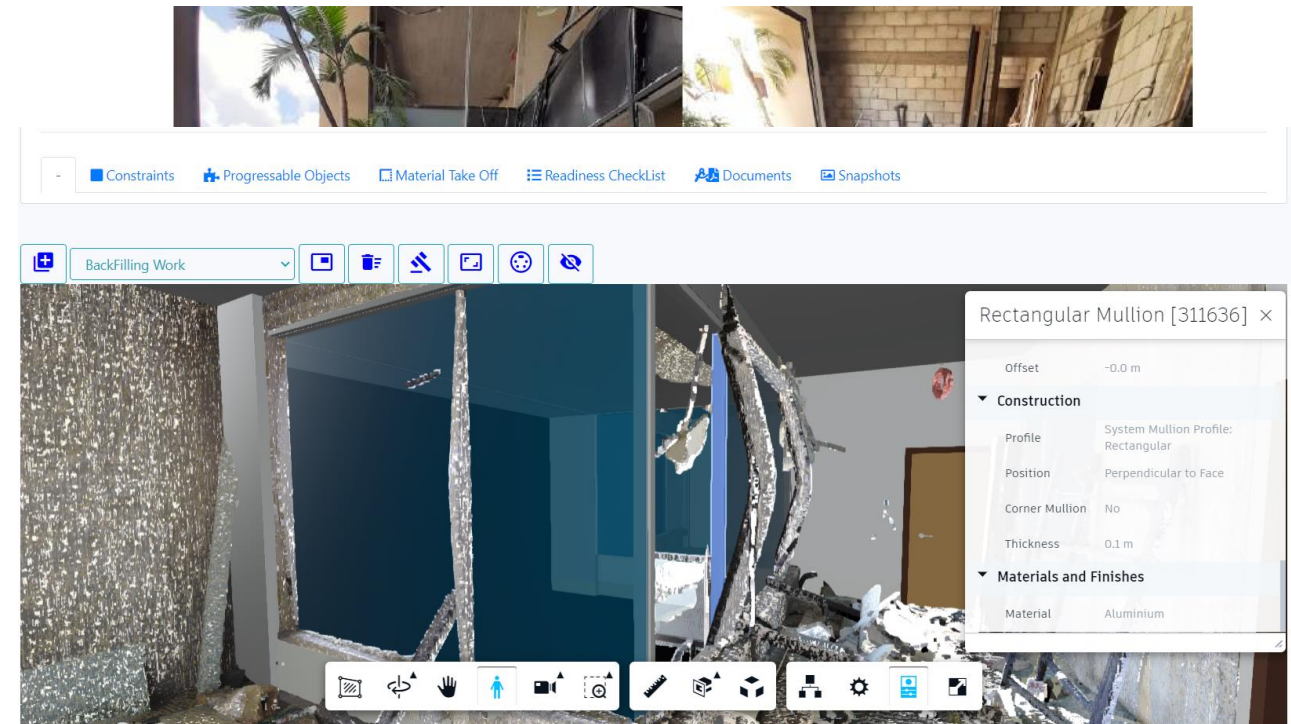 -
Constraints
Progressable Objects
Material Take Off
Readiness CheckList
Documents
Snapshots
BackFilling Work
Rectangular Mullion [311636] ×
Offset -0.0 m
Construction
Profile System Mullion Profile:
Rectangular
Position Perpendicular to Face
Corner Mullion No
Thickness 0.1 m
Materials and Finishes
Material Aluminium